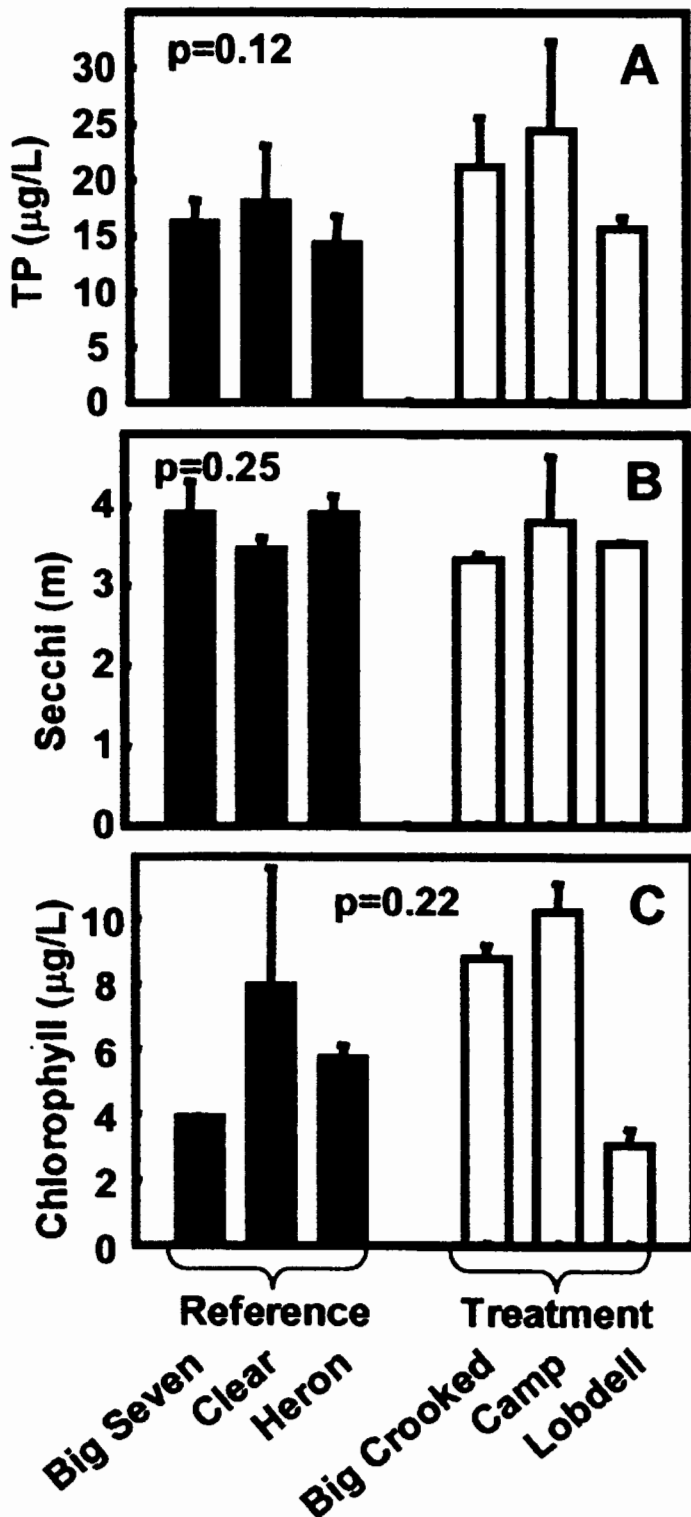 p=0.12
A
TP (μg/L)
30
25
20
15
10
5
0
p=0.25
B
Secchi (m)
4
3
2
1
0
p=0.22
C
Chlorophyll (μg/L)
10
8
6
4
2
0
Reference
Treatment
Big Seven
Clear
Heron
Big Crooked
Camp
Lobdell